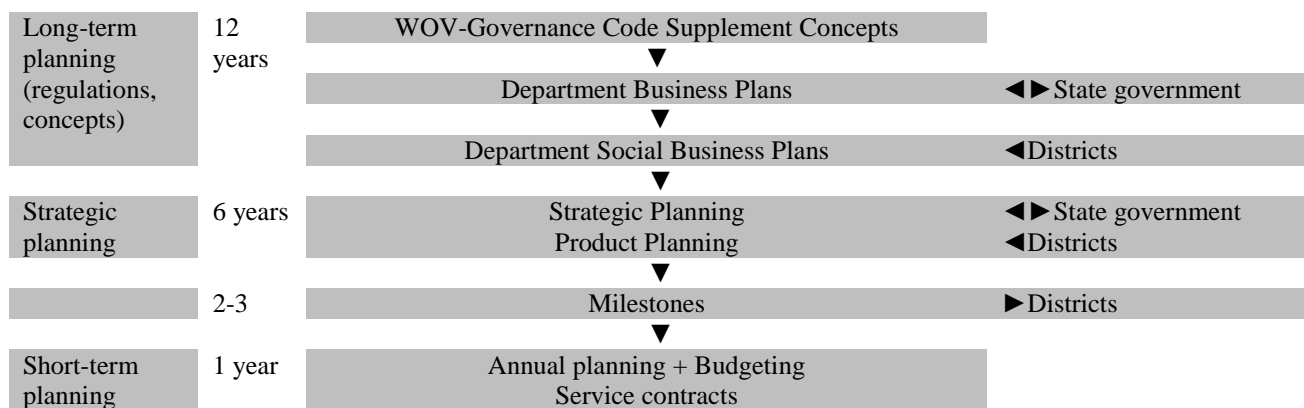 Long-term planning (regulations, concepts)
12 years
WOV-Governance Code Supplement Concepts
▼
Department Business Plans
◄►State government
▼
Department Social Business Plans
◄Districts
▼
Strategic planning
6 years
Strategic Planning
◄►State government
Product Planning
◄Districts
▼
2-3
Milestones
►Districts
▼
Short-term planning
1 year
Annual planning + Budgeting
Service contracts